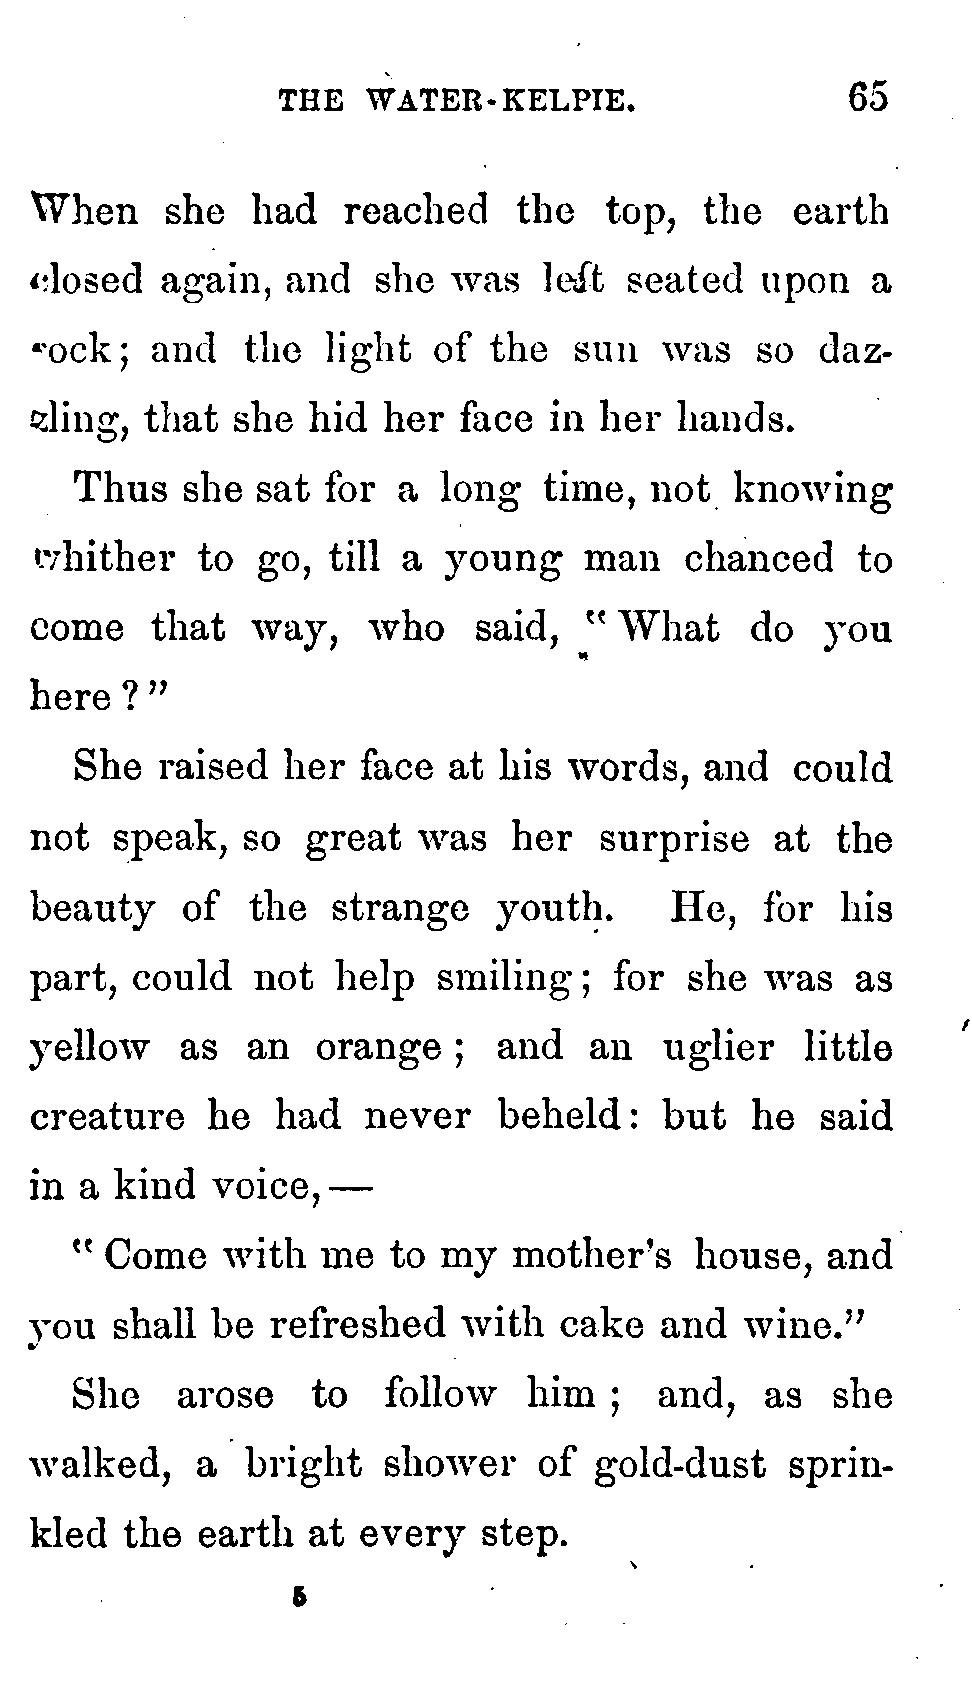 THE WATER-KELPIE. 65
When she had reached the top, the earth
closed again, and she was left seated upon a
rock; and the light of the sun was so daz-
zling, that she hid her face in her hands.
Thus she sat for a long time, not knowing
whither to go, till a young man chanced to
come that way, who said, "What do you
here?"
She raised her face at his words, and could
not speak, so great was her surprise at the
beauty of the strange youth. He, for his
part, could not help smiling; for she was as
yellow as an orange; and an uglier little
creature he had never beheld: but he said
in a kind voice,—
"Come with me to my mother's house, and
you shall be refreshed with cake and wine."
She arose to follow him; and, as she
walked, a bright shower of gold-dust sprin-
kled the earth at every step.
5